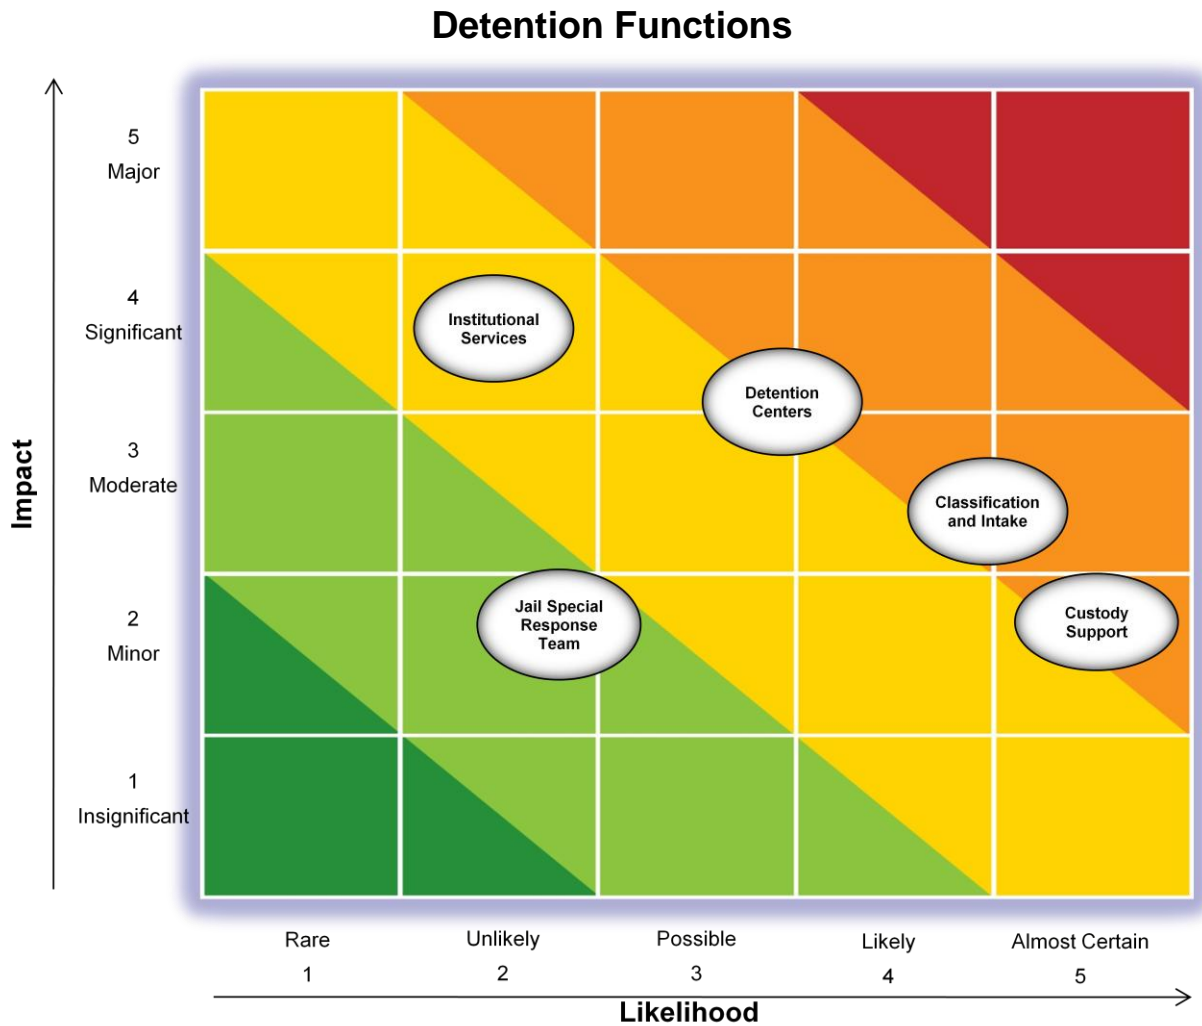 Detention Functions
5
Major
4
Significant
Institutional
Services
Detention
Centers
Impact
3
Moderate
Classification
and Intake
2
Minor
Jail Special
Response
Team
Custody
Support
1
Insignificant
Rare
Unlikely
Possible
Likely
Almost Certain
1
2
3
4
5
Likelihood